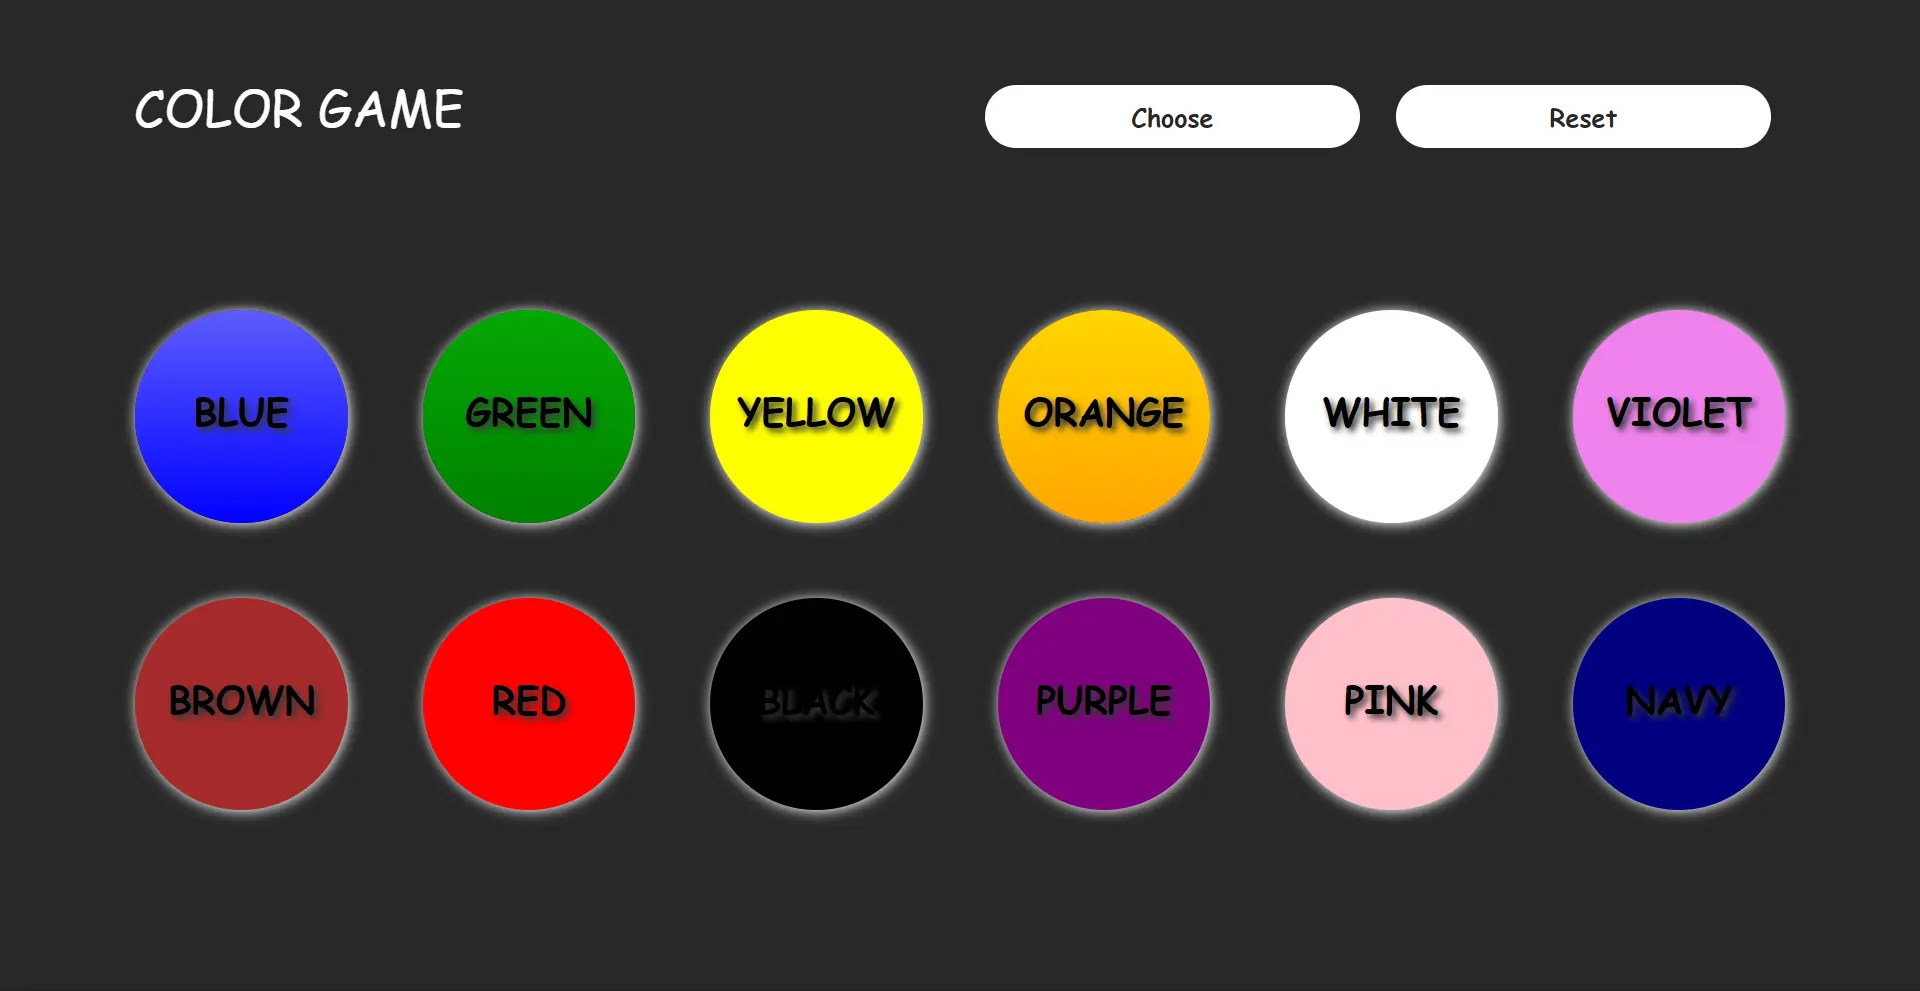 COLOR GAME
Choose
Reset
BLUE
GREEN
YELLOW
ORANGE
WHITE
VIOLET
BROWN
RED
BLACK
PURPLE
PINK
NAVY